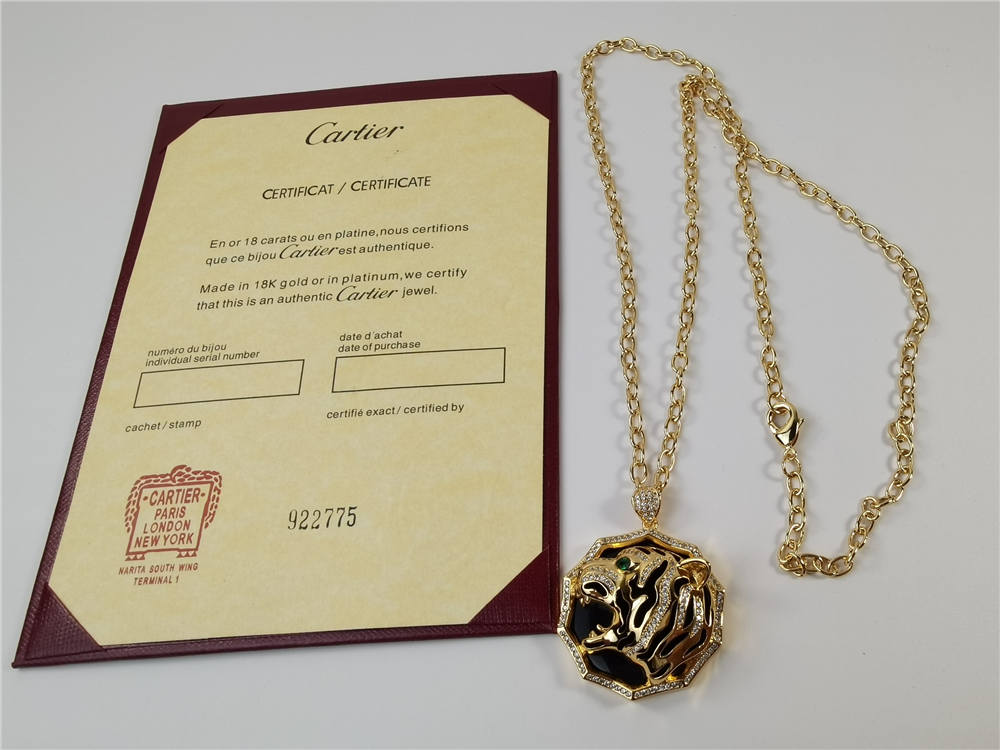 Cartier
CERTIFICAT / CERTIFICATE
En or 18 carats ou en platine, nous certifions
que ce bijou Cartier est authentique.
Made in 18K gold or in platinum, we certify
that this is an authentic Cartier jewel.
numéro du bijou
individual serial number
date d'achat
date of purchase
cachet / stamp
certifié exact / certified by
CARTIER
PARIS
LONDON
NEW YORK
NARITA SOUTH WING
TERMINAL 1
922775